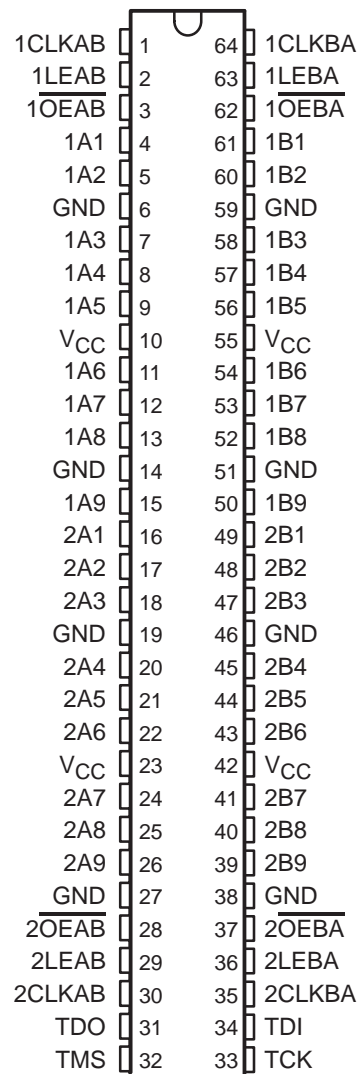 1CLKAB 1 64 1CLKBA
1LEAB 2 63 1LEBA
1OEAB 3 62 1OEBA
1A1 4 61 1B1
1A2 5 60 1B2
GND 6 59 GND
1A3 7 58 1B3
1A4 8 57 1B4
1A5 9 56 1B5
VCC 10 55 VCC
1A6 11 54 1B6
1A7 12 53 1B7
1A8 13 52 1B8
GND 14 51 GND
1A9 15 50 1B9
2A1 16 49 2B1
2A2 17 48 2B2
2A3 18 47 2B3
GND 19 46 GND
2A4 20 45 2B4
2A5 21 44 2B5
2A6 22 43 2B6
VCC 23 42 VCC
2A7 24 41 2B7
2A8 25 40 2B8
2A9 26 39 2B9
GND 27 38 GND
2OEAB 28 37 2OEBA
2LEAB 29 36 2LEBA
2CLKAB 30 35 2CLKBA
TDO 31 34 TDI
TMS 32 33 TCK